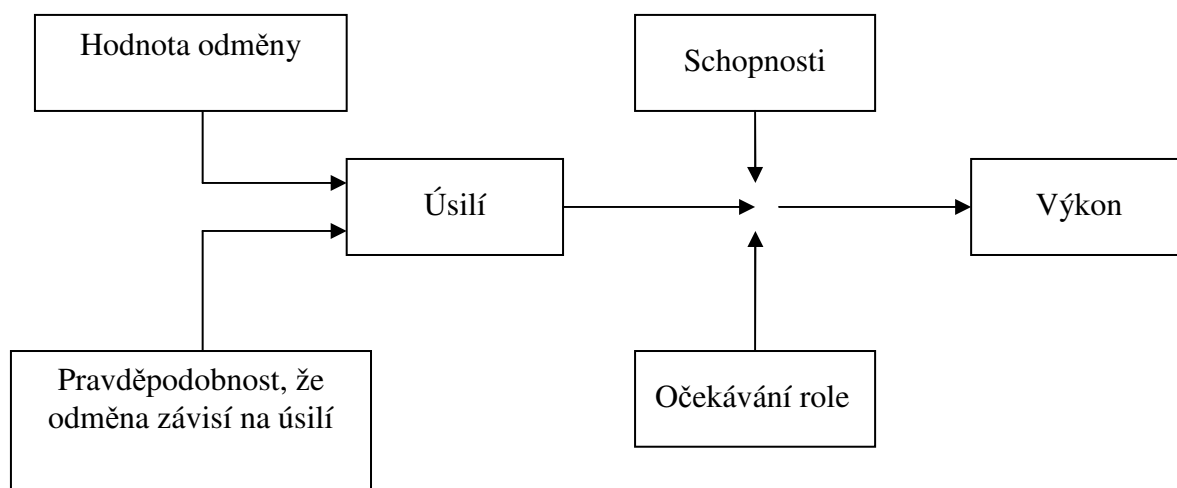 Hodnota odměny
Schopnosti
Úsilí
Výkon
Pravděpodobnost, že
odměna závisí na úsilí
Očekávání role